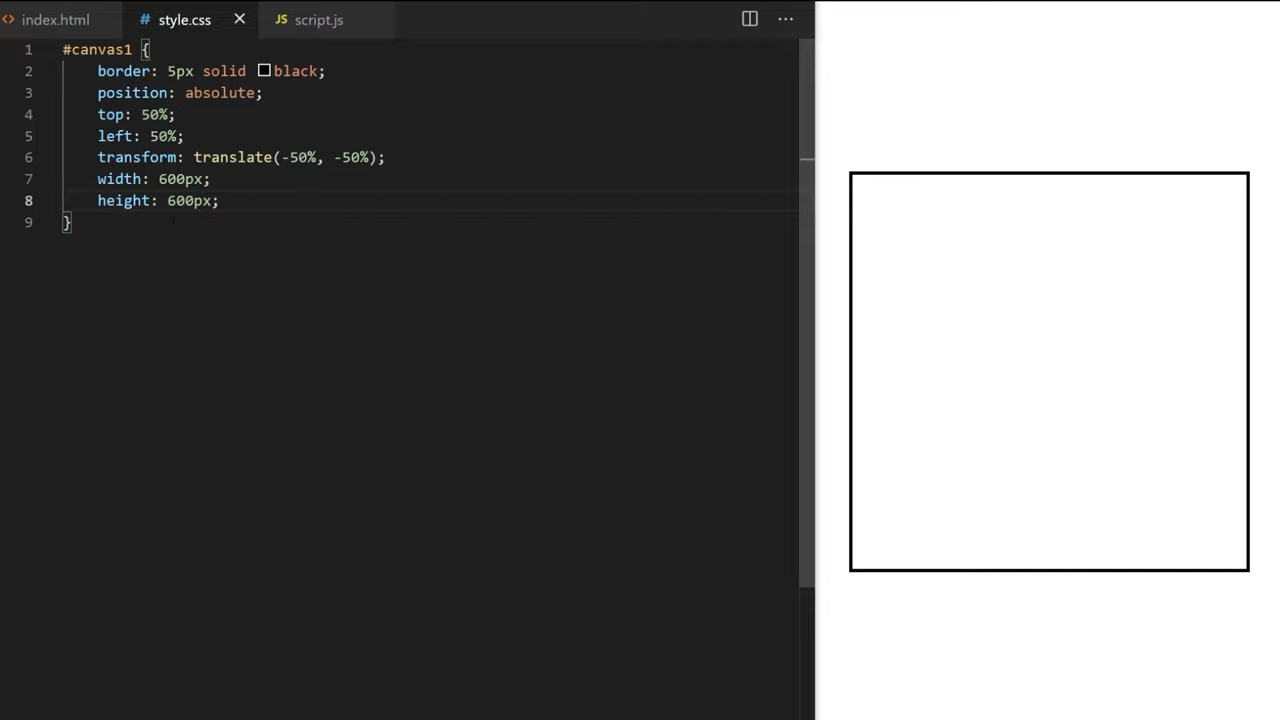 index.html
# style.css
JS script.js
1 #canvas1 {
2 border: 5px solid black;
3 position: absolute;
4 top: 50%;
5 left: 50%;
6 transform: translate(-50%, -50%);
7 width: 600px;
8 height: 600px;
9 }